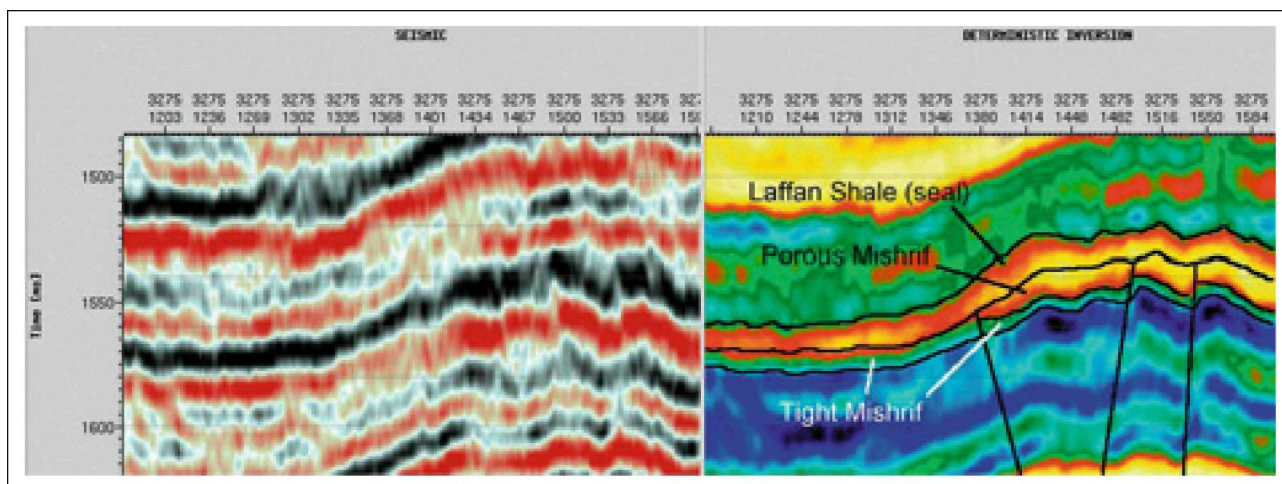 SEISMIC
3275 3275 3275 3275 3275 3275 3275 3275 3275 3275 3275 3275
1203 1236 1269 1302 1335 1368 1401 1434 1467 1500 1533 1566
1500
1550
1600
Time [ms]
DETERMINISTIC INVERSION
3275 3275 3275 3275 3275 3275 3275 3275 3275 3275 3275 3275
1210 1244 1278 1312 1346 1380 1414 1448 1482 1516 1550 1584
Laffan Shale (seal)
Porous Mishrif
Tight Mishrif